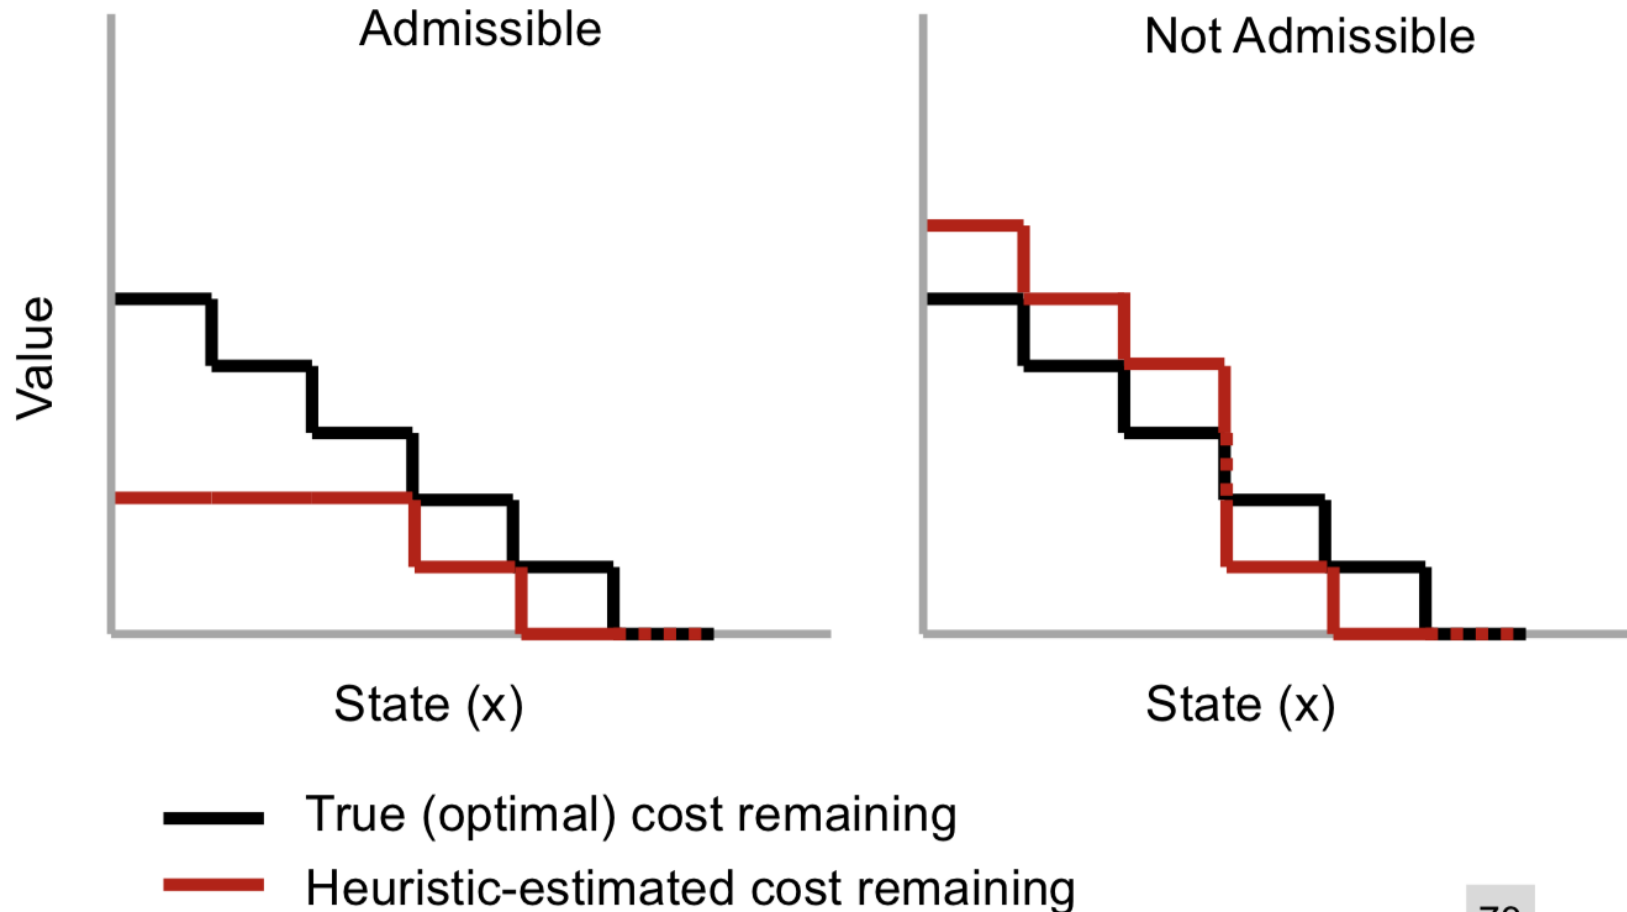 Admissible
Not Admissible
Value
State (x)
State (x)
True (optimal) cost remaining
Heuristic-estimated cost remaining